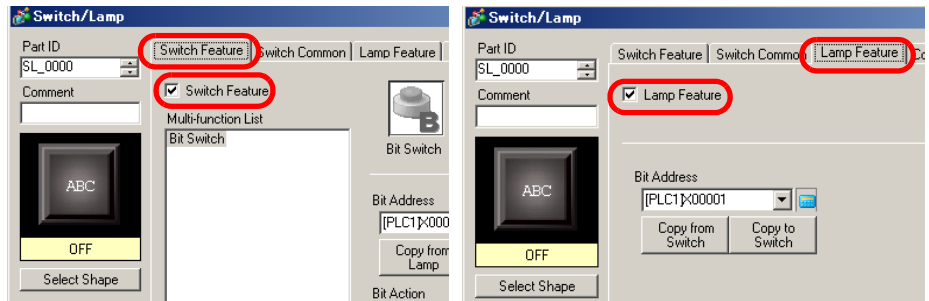 Switch/Lamp
Part ID
SL_0000
Comment
ABC
OFF
Select Shape
Switch Feature Switch Common Lamp Feature
Switch Feature
Multi-function List
Bit Switch
B
Bit Switch
Bit Address
[PLC1]X000
Copy from
Lamp
Bit Action
Switch/Lamp
Part ID
SL_0000
Comment
ABC
OFF
Select Shape
Switch Feature Switch Common Lamp Feature Co
Lamp Feature
Bit Address
[PLC1]X00001
Copy from
Switch
Copy to
Switch